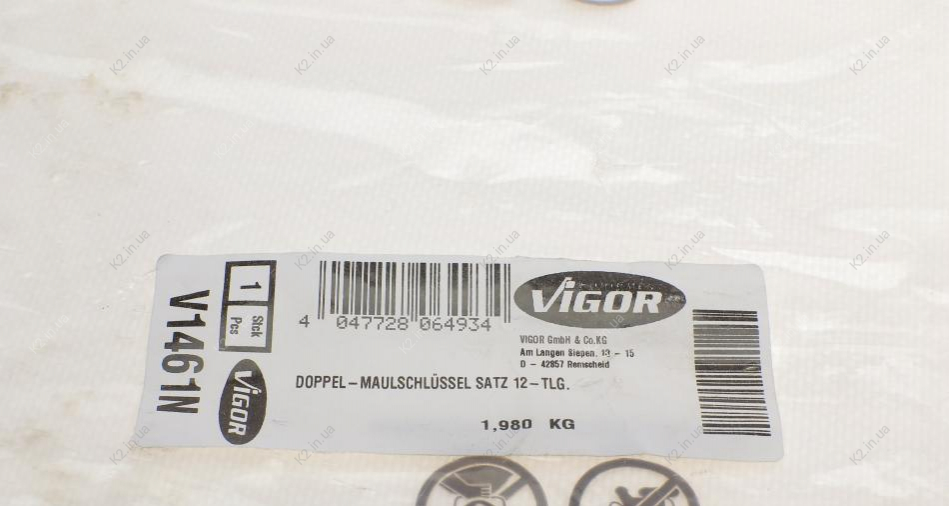 V1461N
1
Stck
Pcs
VIGOR
4 047728 064934
VIGOR
VIGOR GmbH & Co.KG
Am Langen Siepen. 13 - 15
D - 42857 Remscheid
DOPPEL-MAULSCHLÜSSEL SATZ 12-TLG.
1,980 KG
K2.in.ua